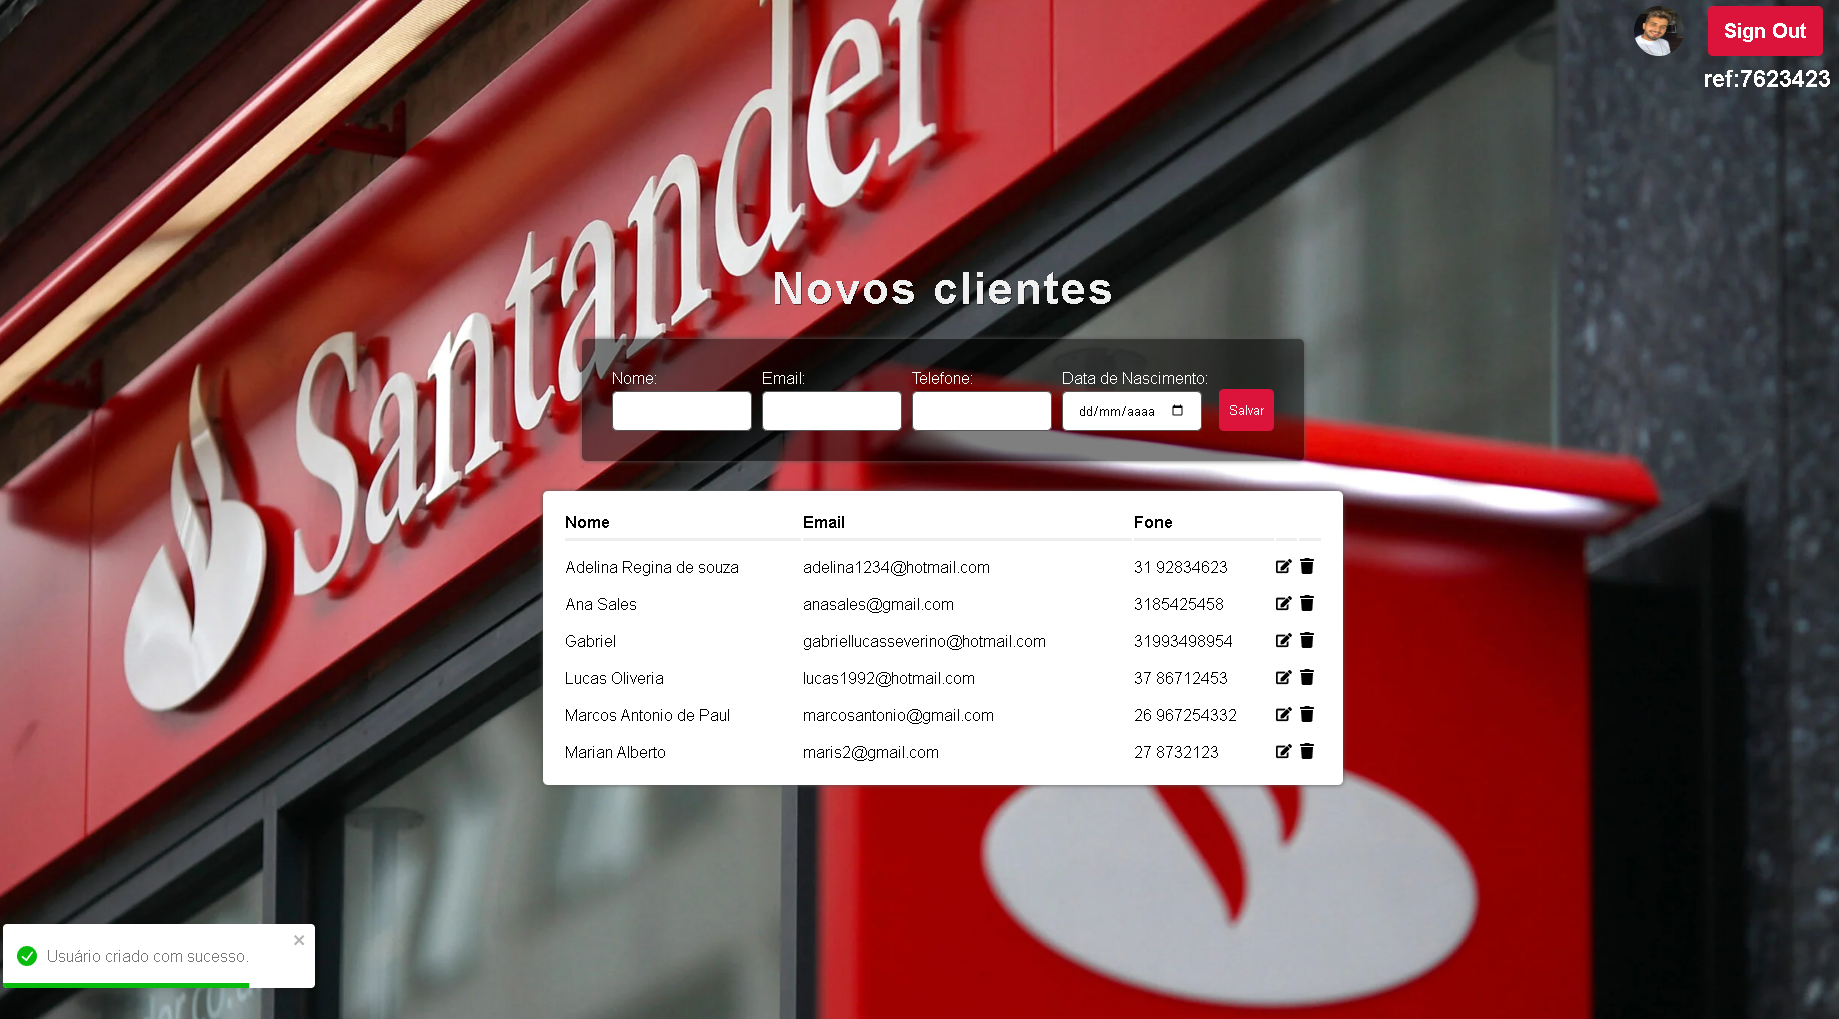 Santander
Sign Out
ref:7623423
Novos clientes
Nome:
Email:
Telefone:
Data de Nascimento:
dd/mm/aaaa
Salvar
Nome Email Fone
Adelina Regina de souza adelina1234@hotmail.com 31 92834623
Ana Sales anasales@gmail.com 3185425458
Gabriel gabriellucasseverino@hotmail.com 31993498954
Lucas Oliveria lucas1992@hotmail.com 37 86712453
Marcos Antonio de Paul marcosantonio@gmail.com 26 967254332
Marian Alberto maris2@gmail.com 27 8732123
Usuário criado com sucesso.